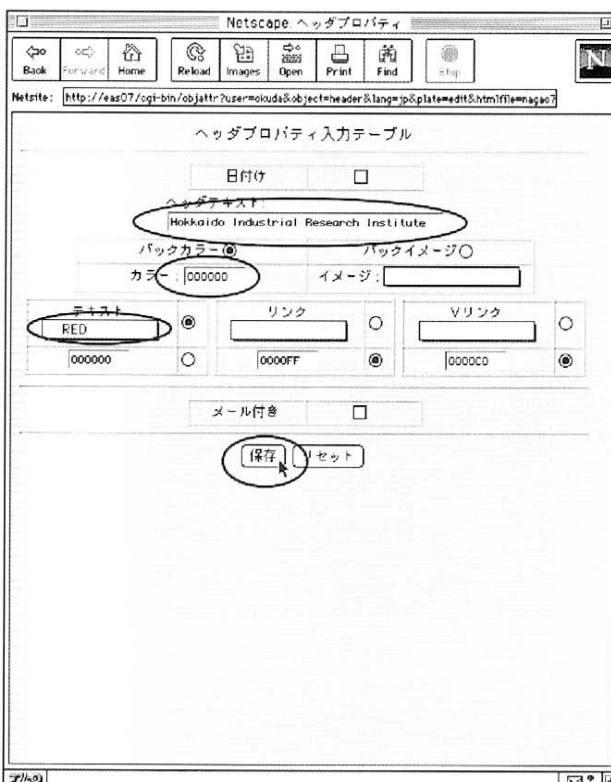 Netscape: ヘッダプロパティ
Back Forward Home Reload Images Open Print Find Stop
N
Netsite: http://eas07/cgi-bin/objattr?user=okuda&object=header&lang=jp&plate=edit&htmlfile=nagao7
ヘッダプロパティ入力テーブル
日付け
ヘッダテキスト:
Hokkaido Industrial Research Institute
バックカラー バックイメージ
カラー: 000000 イメージ:
テキスト リンク Vリンク
RED
000000 0000FF 0000C0
メール付き
保存 リセット